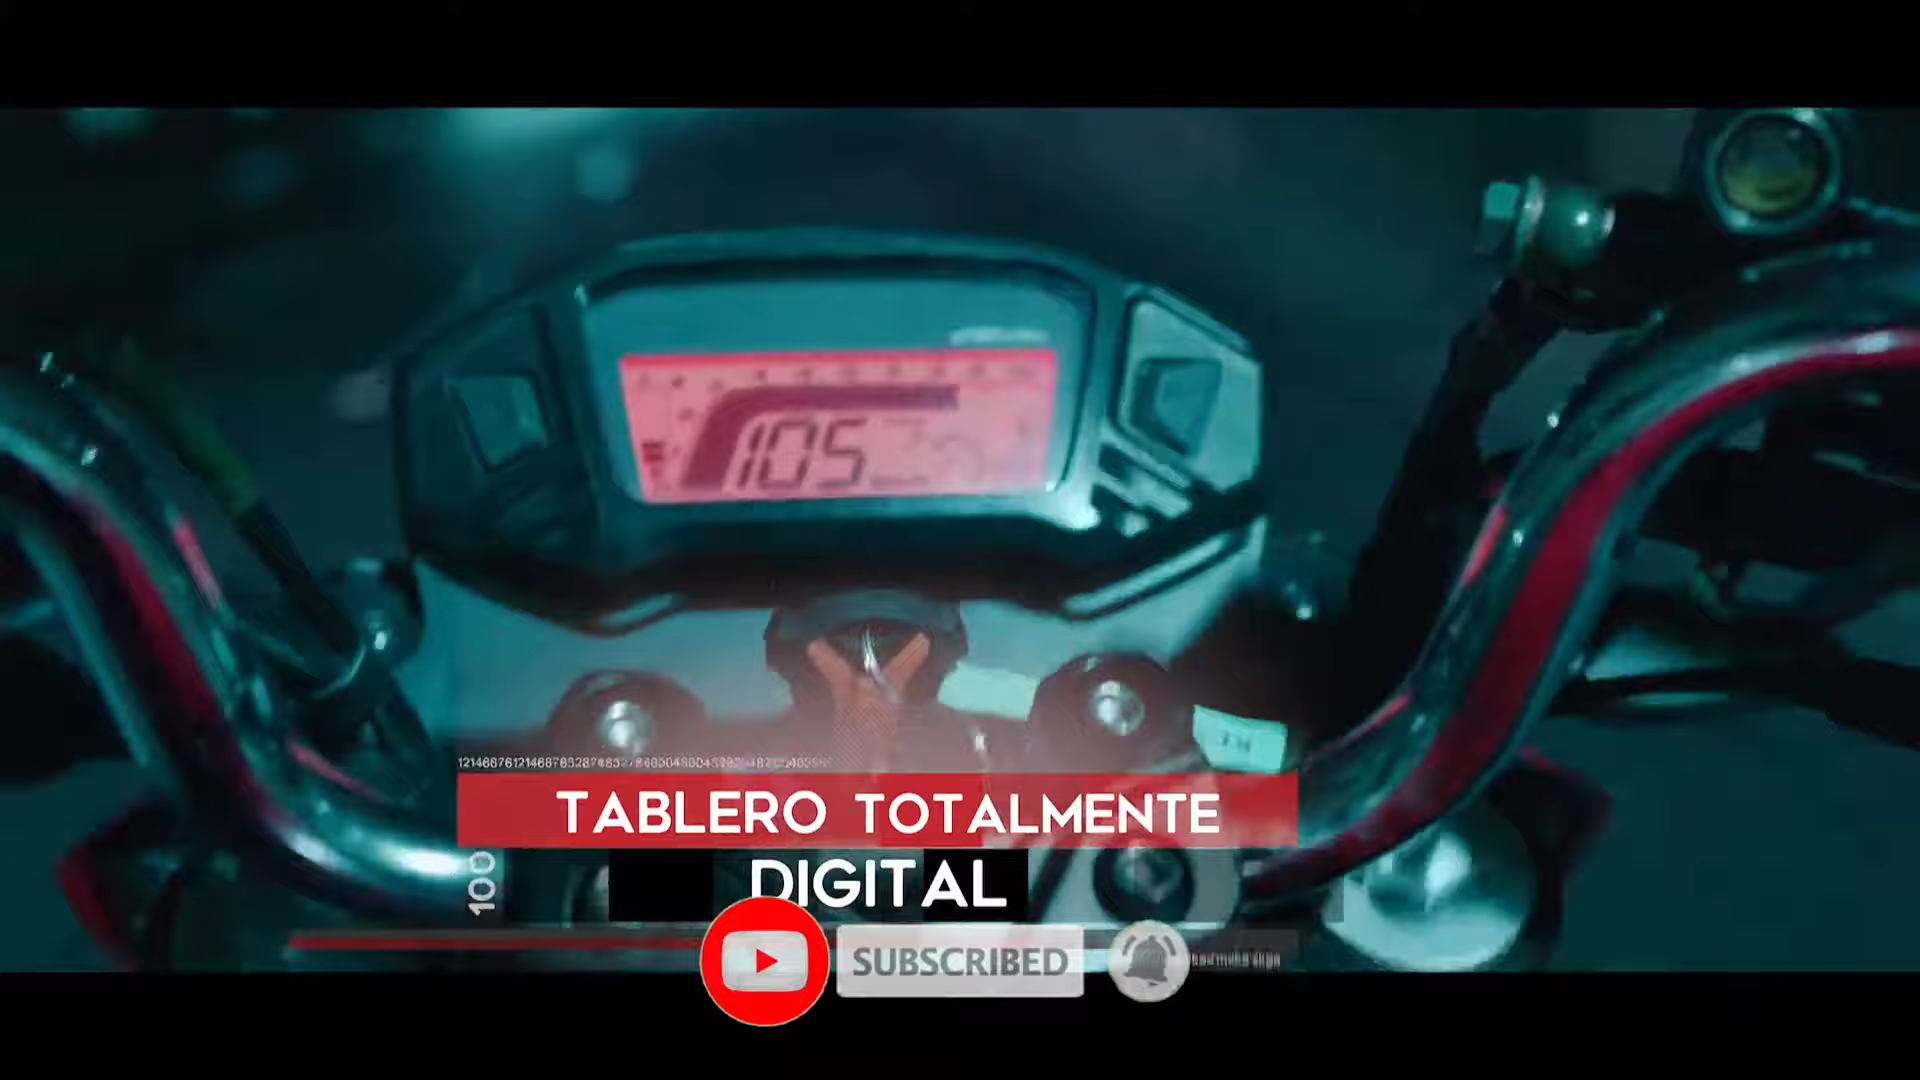 105
TABLERO TOTALMENTE
100
DIGITAL
SUBSCRIBED